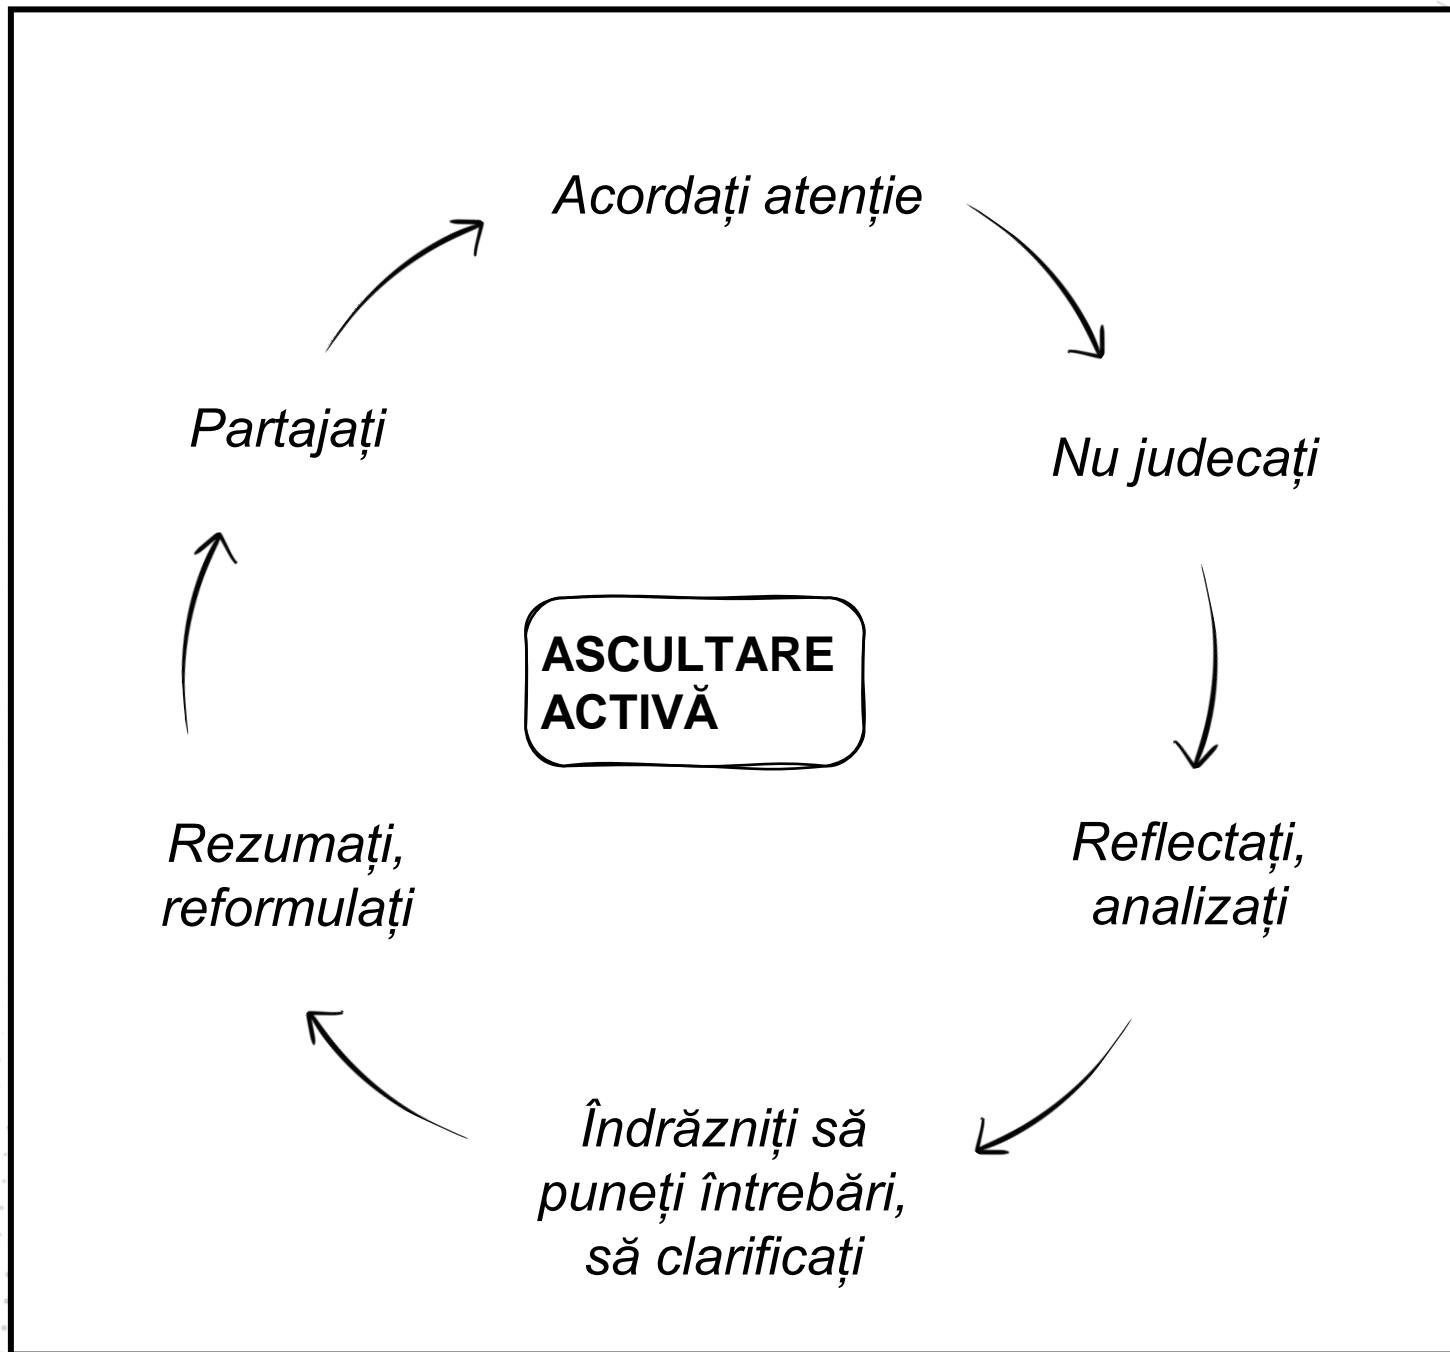 Acordați atenție
Nu judecați
Reflectați,
analizați
Îndrăzniți să
puneți întrebări,
să clarificați
Rezumați,
reformulați
Partajați
ASCULTARE
ACTIVĂ